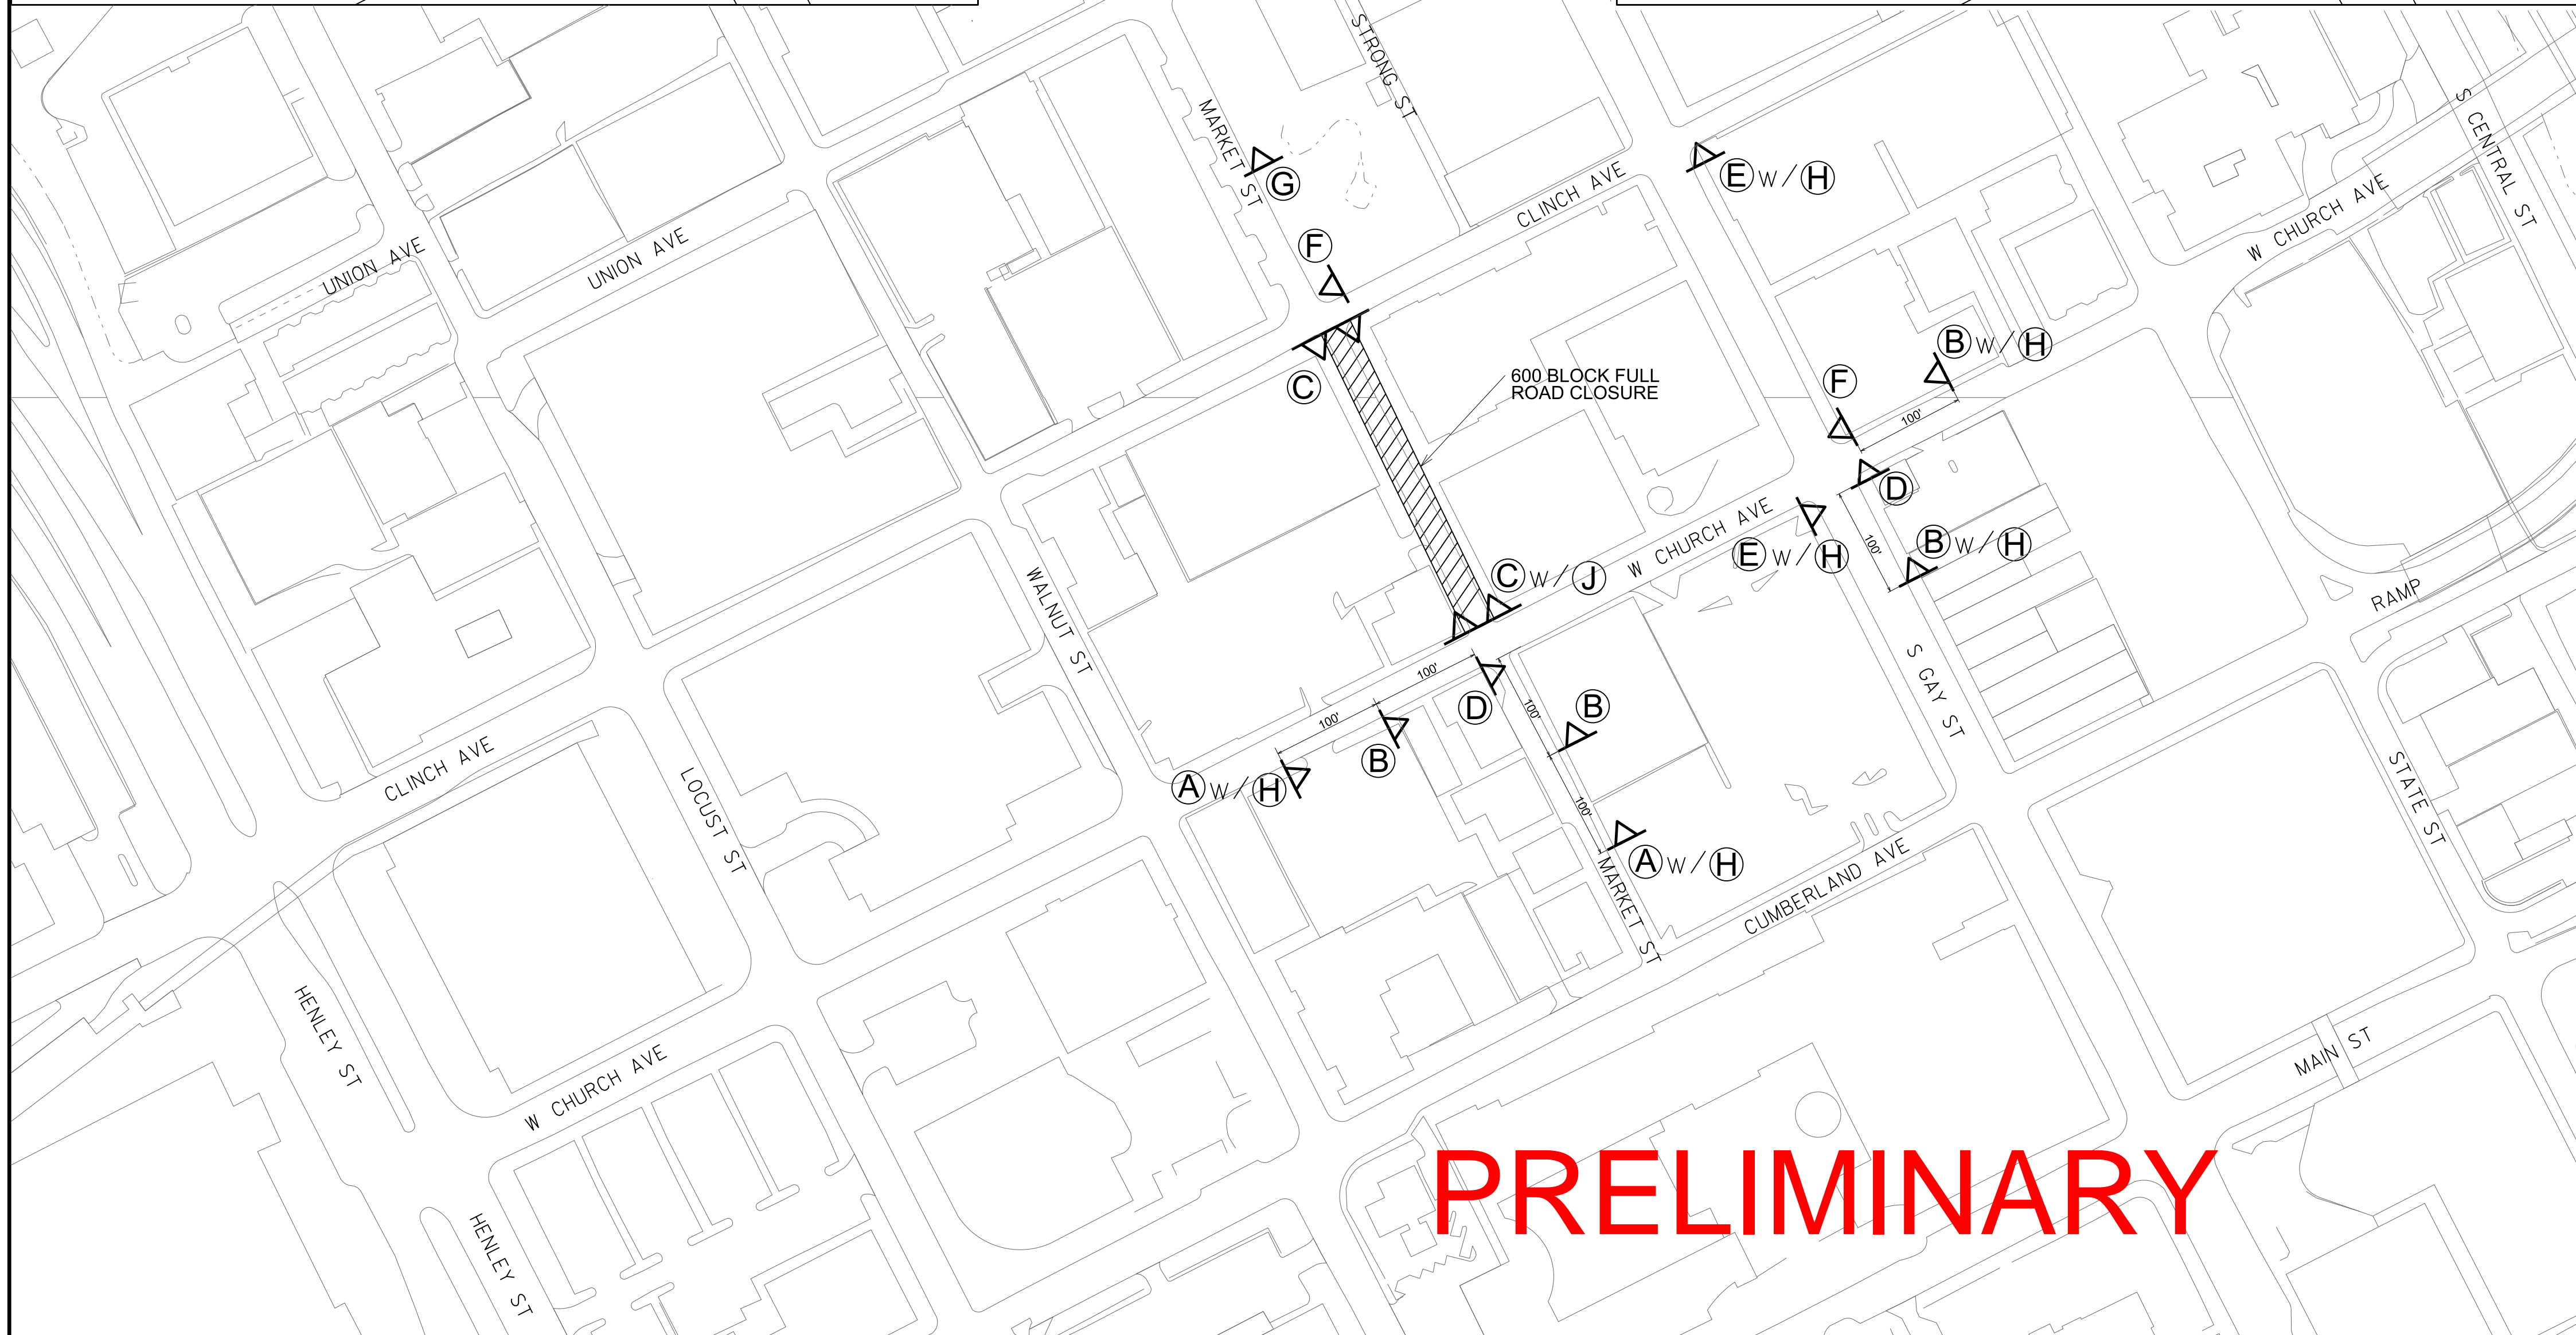 STRONG ST
MARKET ST
S CENTRAL ST
G
E W/ H
CLINCH AVE
W CHURCH AVE
UNION AVE
UNION AVE
F
B W/ H
C
600 BLOCK FULL
ROAD CLOSURE
F
100'
D
W CHURCH AVE
E W/ H
100'
B W/ H
C W/ J
WALNUT ST
RAMP
100'
D
100'
B
S GAY ST
100'
B
A W/ H
CLINCH AVE
LOCUST ST
100'
A W/ H
MARKET ST
CUMBERLAND AVE
STATE ST
HENLEY ST
W CHURCH AVE
MAIN ST
PRELIMINARY
HENLEY ST